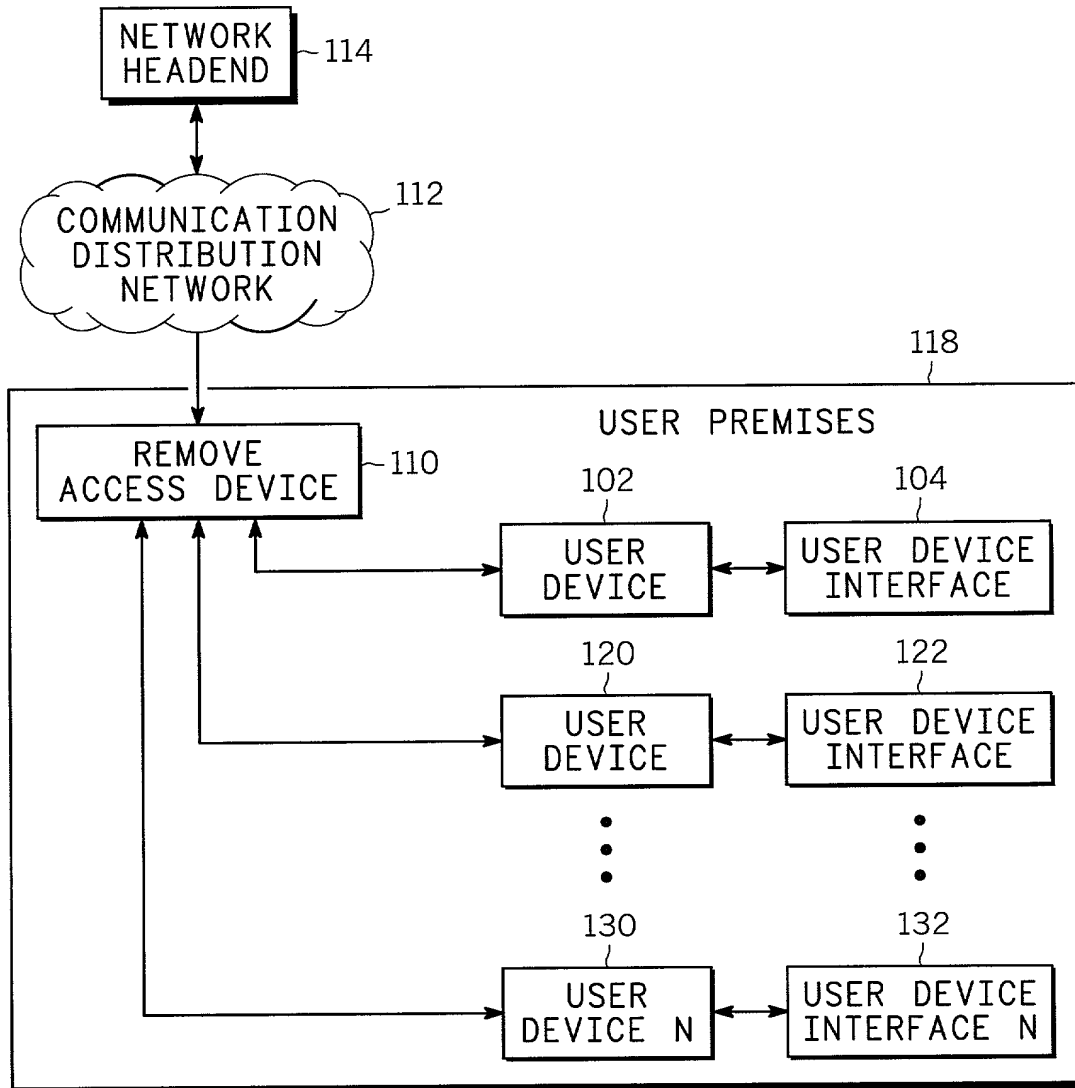 NETWORK
HEADEND
114
COMMUNICATION
DISTRIBUTION
NETWORK
112
118
USER PREMISES
REMOVE
ACCESS DEVICE
110
102
104
USER
DEVICE
USER DEVICE
INTERFACE
120
122
USER
DEVICE
USER DEVICE
INTERFACE
130
132
USER
DEVICE N
USER DEVICE
INTERFACE N